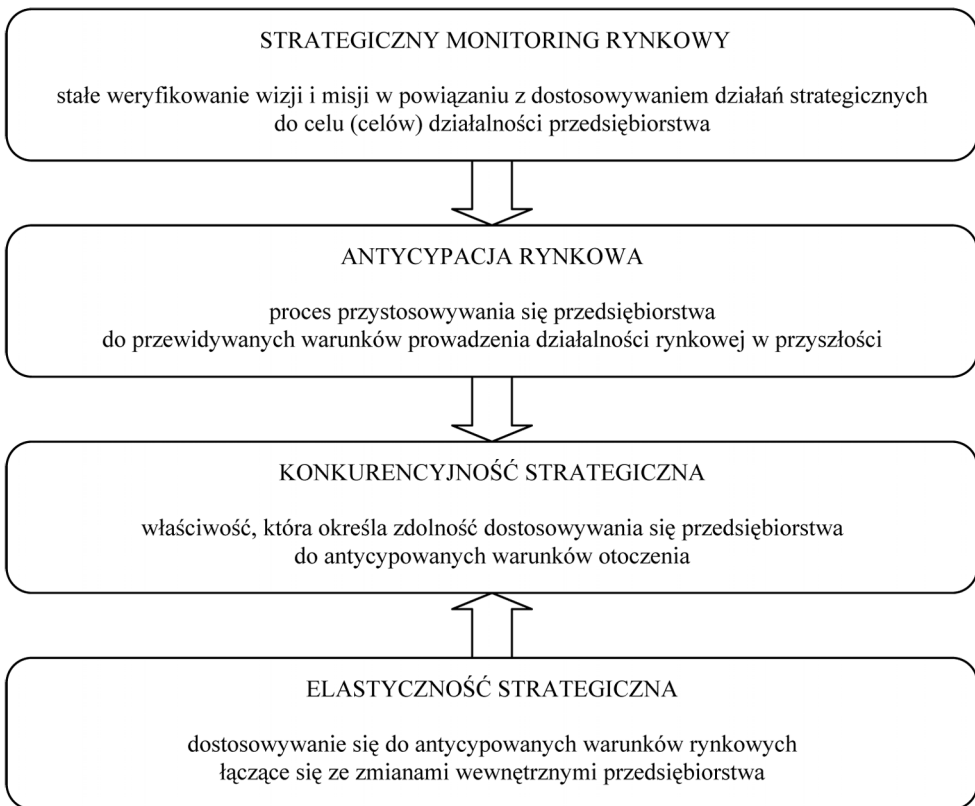 STRATEGICZNY MONITORING RYNKOWY
stałe weryfikowanie wizji i misji w powiązaniu z dostosowywaniem działań strategicznych
do celu (celów) działalności przedsiębiorstwa
ANTYCYPACJA RYNKOWA
proces przystosowywania się przedsiębiorstwa
do przewidywanych warunków prowadzenia działalności rynkowej w przyszłości
KONKURENCYJNOŚĆ STRATEGICZNA
właściwość, która określa zdolność dostosowywania się przedsiębiorstwa
do antycypowanych warunków otoczenia
ELASTYCZNOŚĆ STRATEGICZNA
dostosowywanie się do antycypowanych warunków rynkowych
łączące się ze zmianami wewnętrznymi przedsiębiorstwa